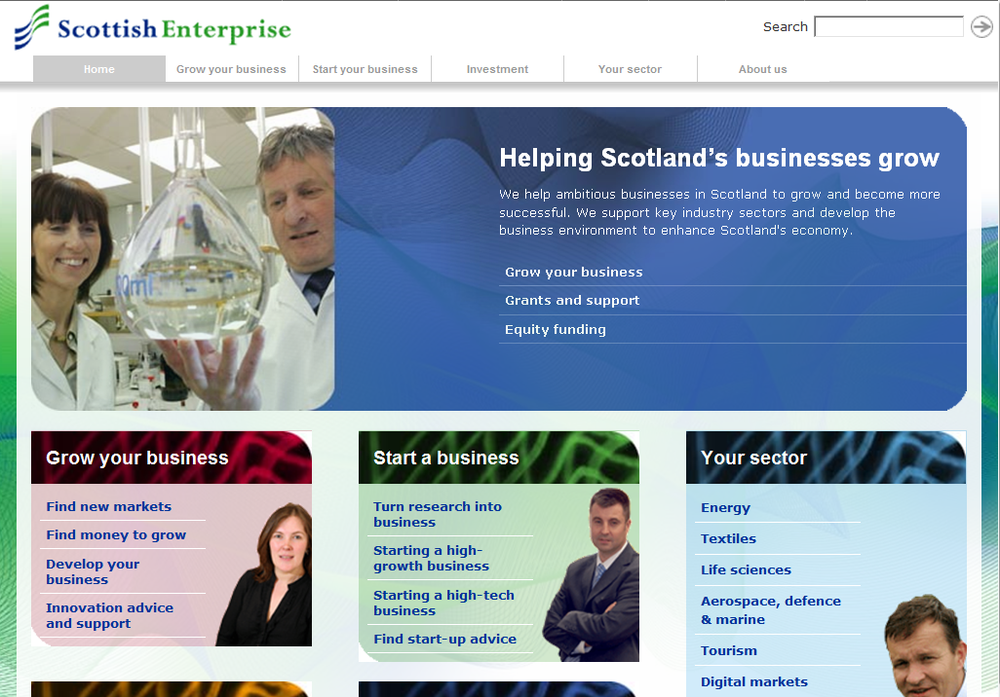 Scottish Enterprise
Search
Home
Grow your business
Start your business
Investment
Your sector
About us
Helping Scotland’s businesses grow
We help ambitious businesses in Scotland to grow and become more
successful. We support key industry sectors and develop the
business environment to enhance Scotland's economy.
Grow your business
Grants and support
Equity funding
Grow your business
Find new markets
Find money to grow
Develop your
business
Innovation advice
and support
Start a business
Turn research into
business
Starting a high-
growth business
Starting a high-tech
business
Find start-up advice
Your sector
Energy
Textiles
Life sciences
Aerospace, defence
& marine
Tourism
Digital markets